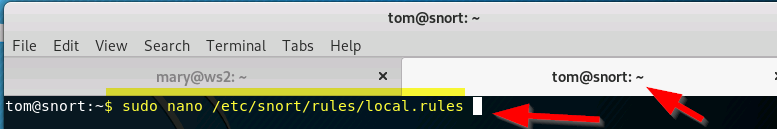 tom@snort: ~
File Edit View Search Terminal Tabs Help
mary@ws2: ~ × tom@snort: ~
tom@snort:~$ sudo nano /etc/snort/rules/local.rules